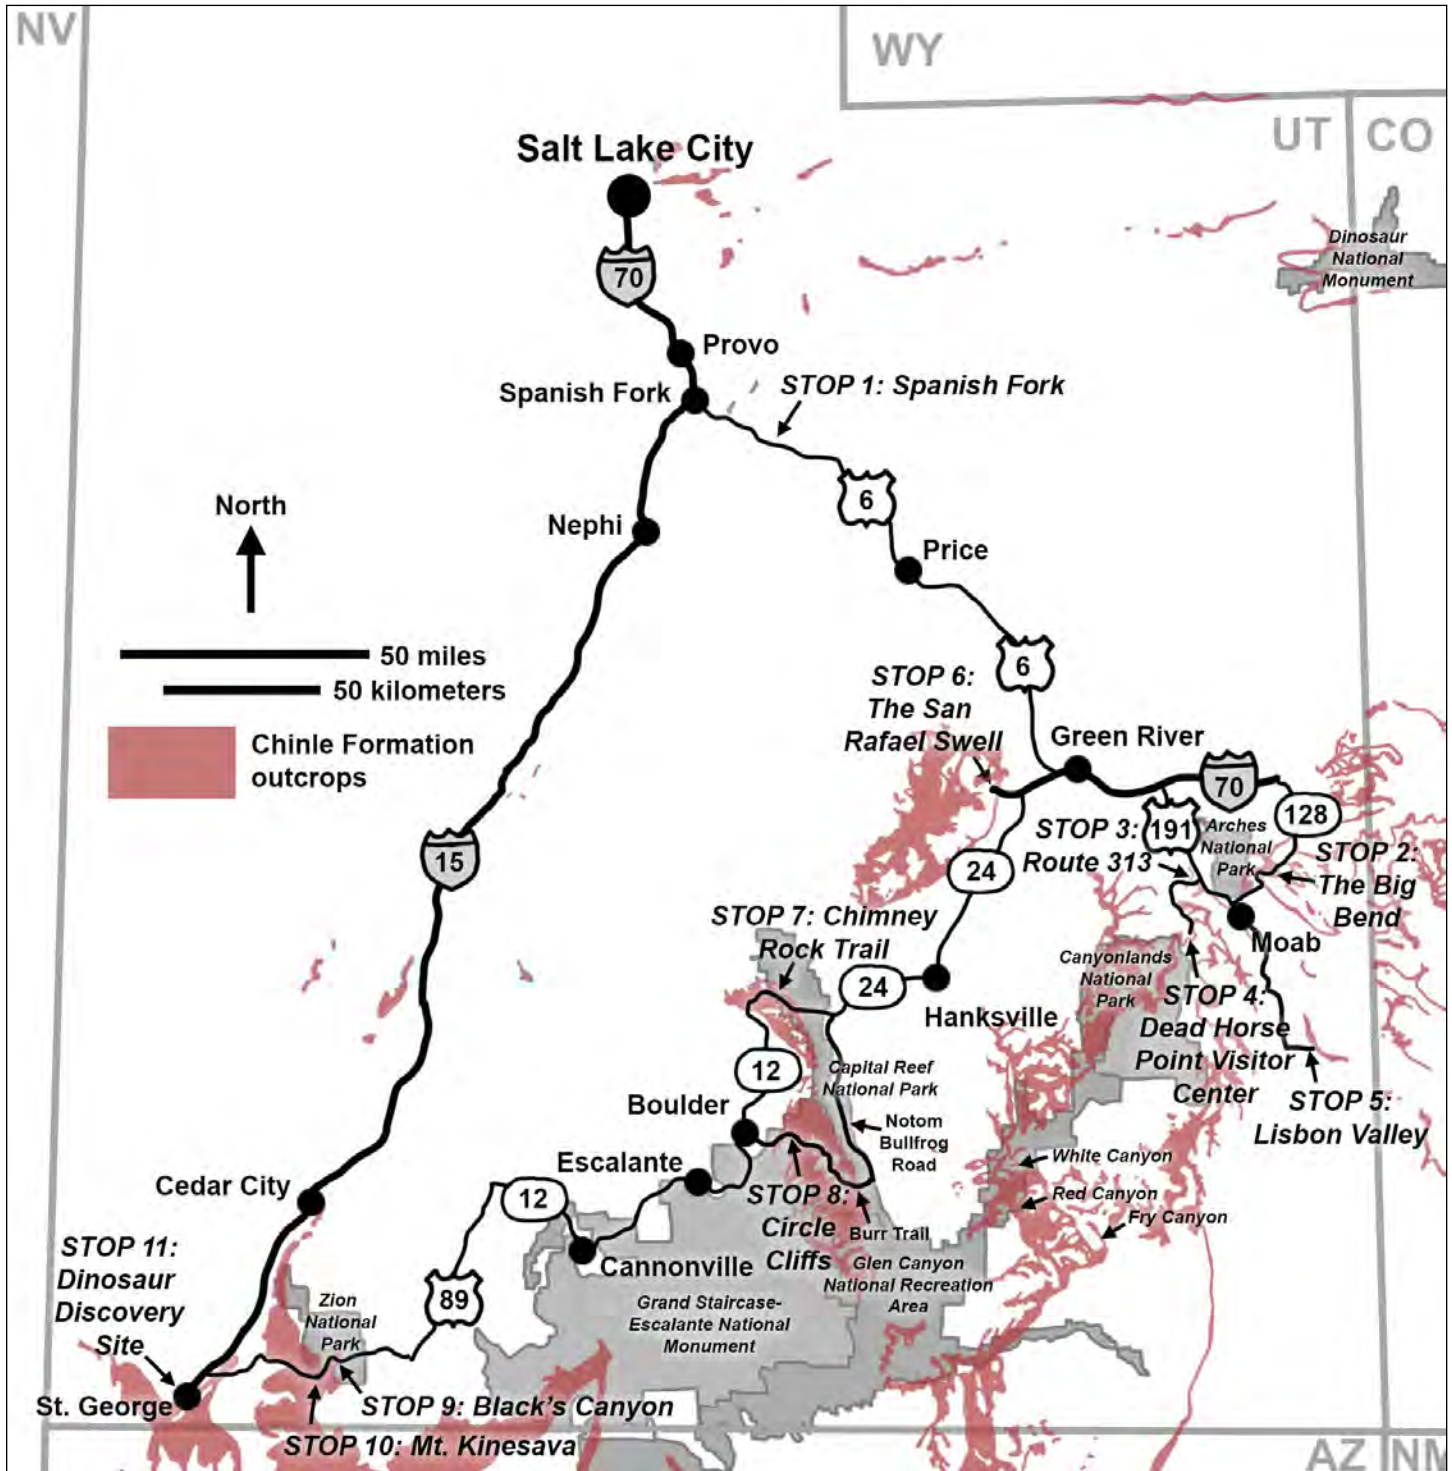 NV
WY
UT
CO
Salt Lake City
70
Dinosaur
National
Monument
Provo
Spanish Fork
STOP 1: Spanish Fork
6
North
Nephi
Price
50 miles
50 kilometers
Chinle Formation
outcrops
6
STOP 6:
The San
Rafael Swell
Green River
70
128
191
Arches
National
Park
STOP 3:
Route 313
STOP 2:
The Big
Bend
15
24
STOP 7: Chimney
Rock Trail
Moab
24
Hanksville
Canyonlands
National
Park
STOP 4:
Dead Horse
Point Visitor
Center
12
Capital Reef
National Park
Boulder
Notom
Bullfrog
Road
STOP 5:
Lisbon Valley
Escalante
White Canyon
Red Canyon
Fry Canyon
Cedar City
12
STOP 8:
Circle
Cliffs
Burr Trail
Cannonville
Glen Canyon
National Recreation
Area
STOP 11:
Dinosaur
Discovery
Site
89
Zion
National
Park
Grand Staircase-
Escalante National
Monument
St. George
STOP 9: Black's Canyon
STOP 10: Mt. Kinesava
AZ
NM